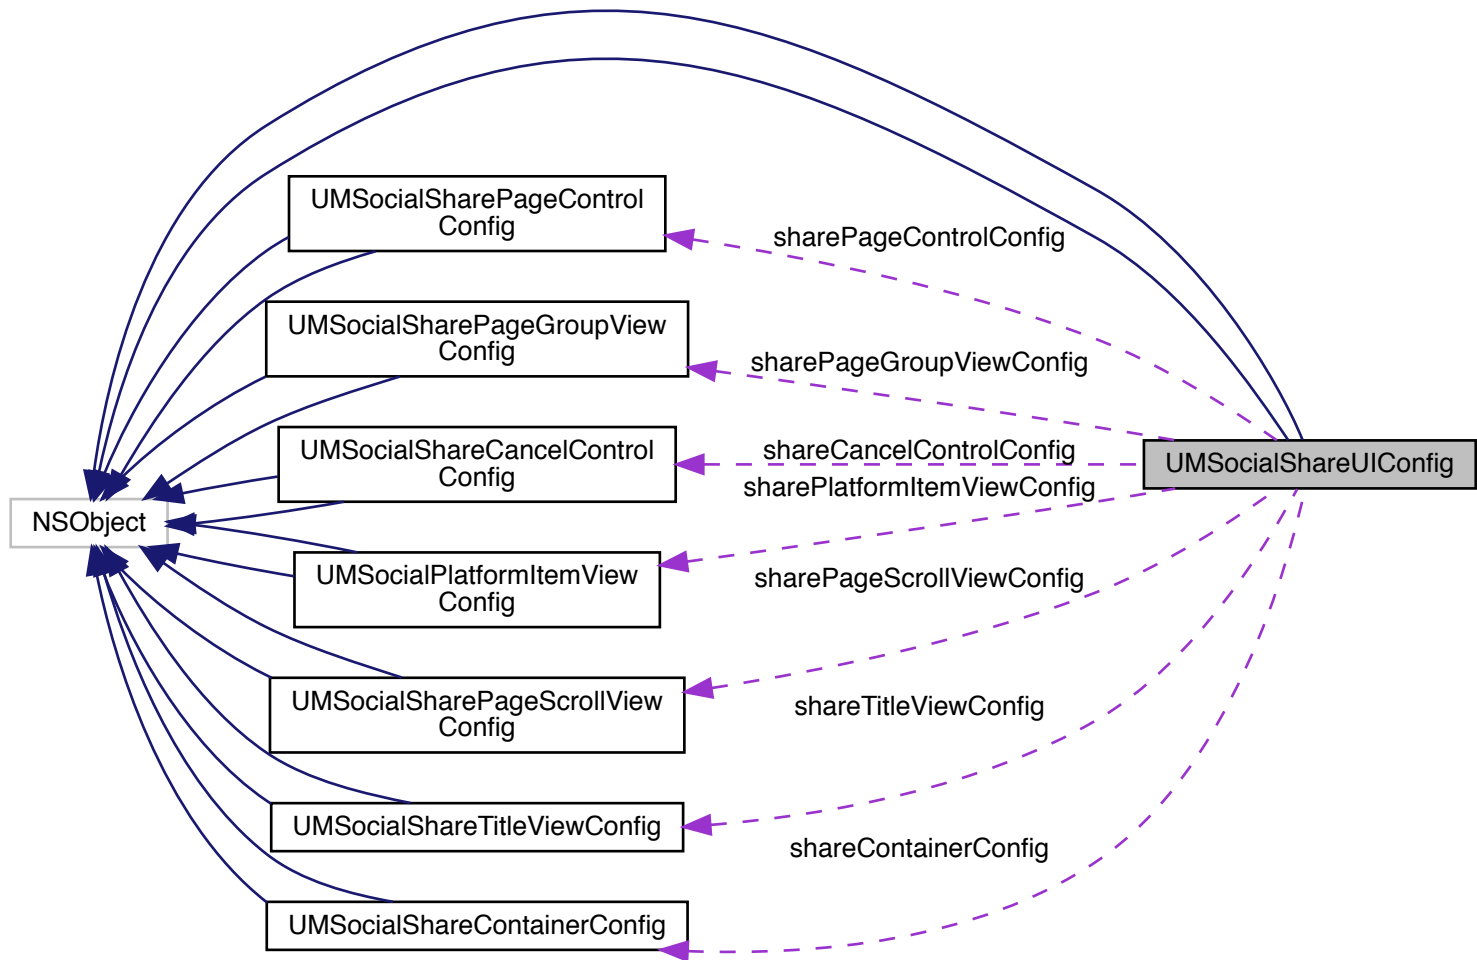 UMSocialSharePageControl
Config
sharePageControlConfig
UMSocialSharePageGroupView
Config
sharePageGroupViewConfig
UMSocialShareCancelControl
Config
shareCancelControlConfig
UMSocialShareUIConfig
sharePlatformItemViewConfig
NSObject
UMSocialPlatformItemView
Config
sharePageScrollViewConfig
UMSocialSharePageScrollView
Config
shareTitleViewConfig
UMSocialShareTitleViewConfig
shareContainerConfig
UMSocialShareContainerConfig